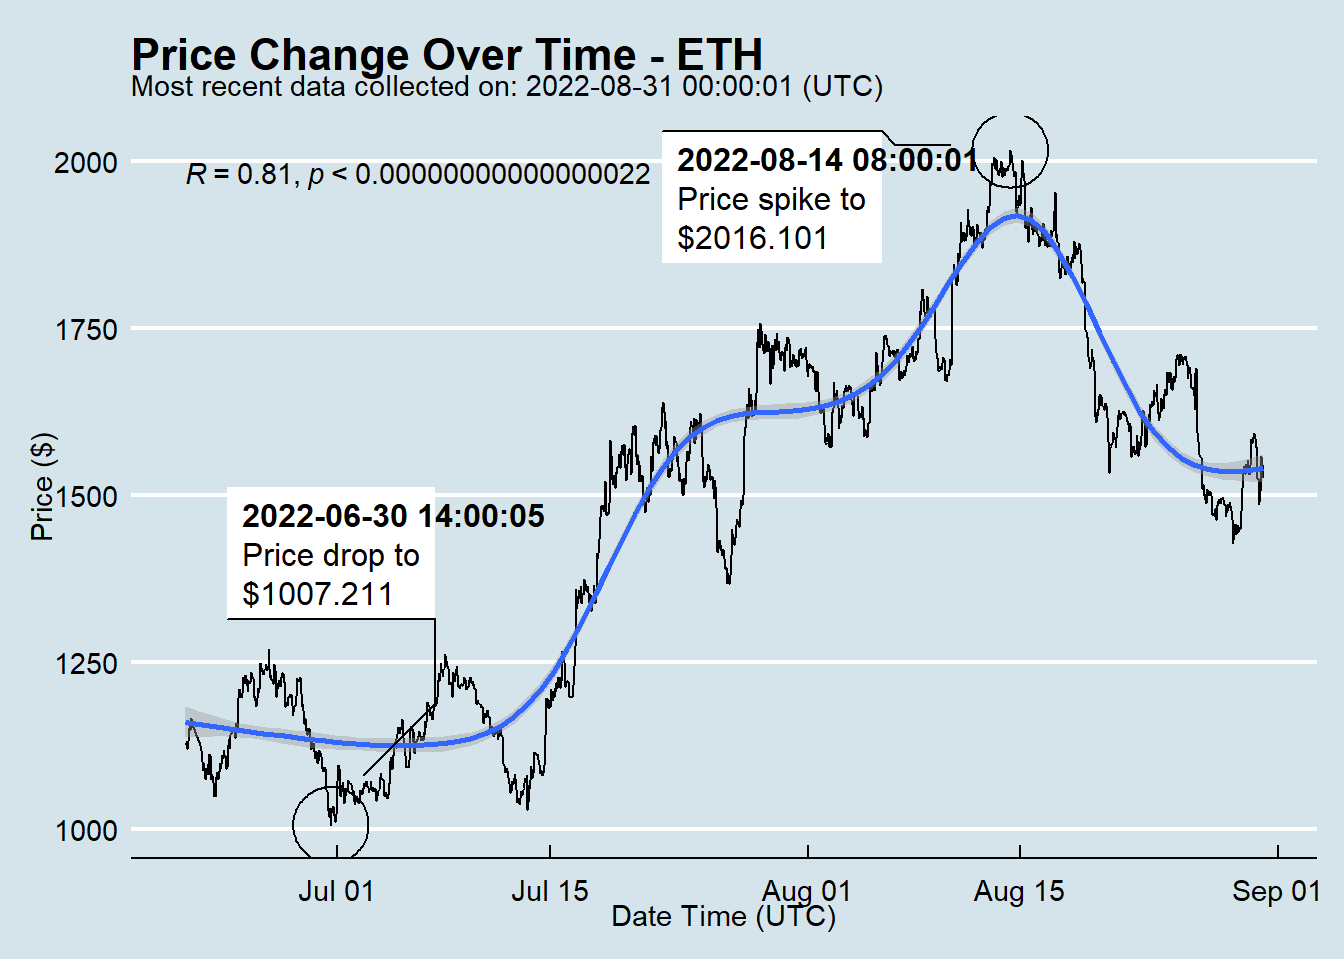 Price Change Over Time - ETH
Most recent data collected on: 2022-08-31 00:00:01 (UTC)
R = 0.81, p < 0.00000000000000022
2022-08-14 08:00:01
Price spike to
$2016.101
2022-06-30 14:00:05
Price drop to
$1007.211
Price ($)
2000
1750
1500
1250
1000
Jul 01
Jul 15
Aug 01
Aug 15
Sep 01
Date Time (UTC)